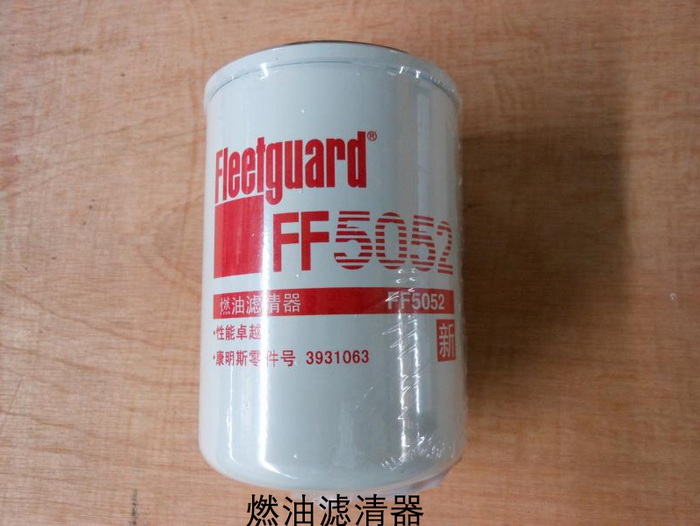 Fleetguard®
FF5052
燃油滤清器 FF5052
·性能卓越
新
·康明斯零件号 3931063
燃油滤清器